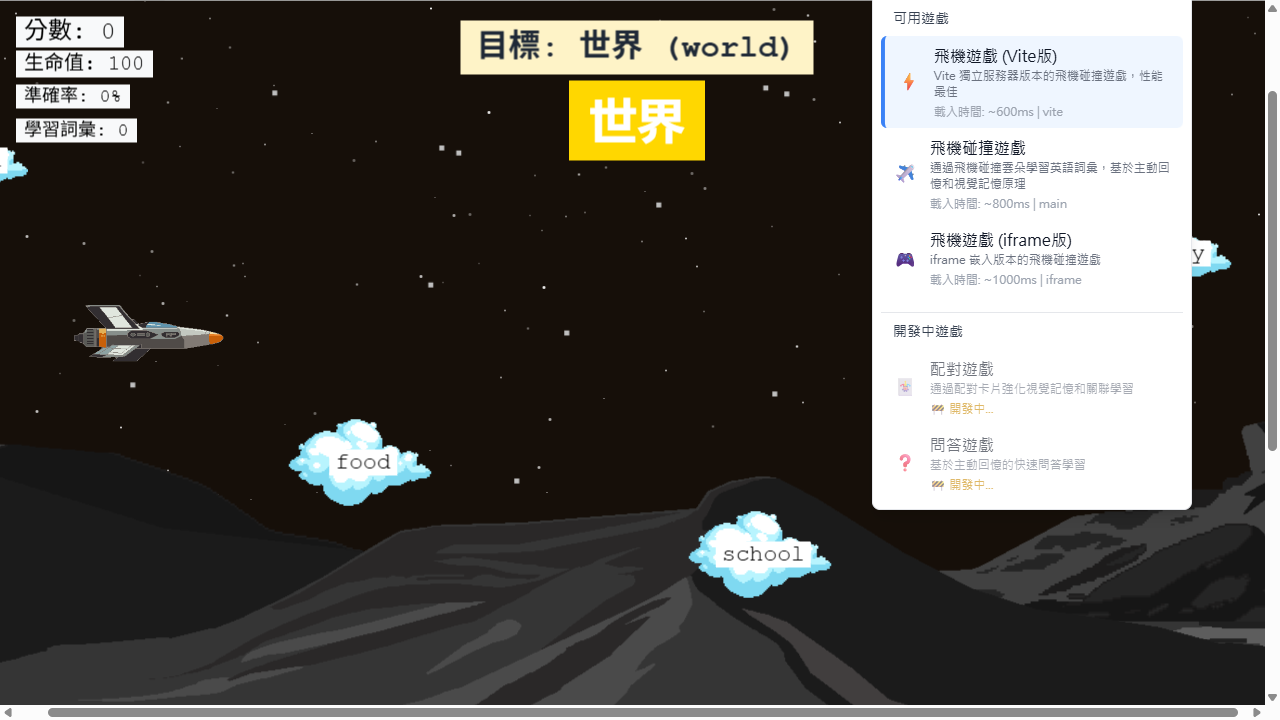 分數: 0
生命值: 100
準確率: 0%
學習詞彙: 0
目標: 世界 (world)
世界
y
food
school
可用遊戲
飛機遊戲 (Vite版)
Vite 獨立服務器版本的飛機碰撞遊戲，性能
最佳
載入時間: ~600ms | vite
飛機碰撞遊戲
通過飛機碰撞雲朵學習英語詞彙，基於主動回
憶和視覺記憶原理
載入時間: ~800ms | main
飛機遊戲 (iframe版)
iframe 嵌入版本的飛機碰撞遊戲
載入時間: ~1000ms | iframe
開發中遊戲
配對遊戲
通過配對卡片強化視覺記憶和關聯學習
🚧 開發中...
問答遊戲
基於主動回憶的快速問答學習
🚧 開發中...